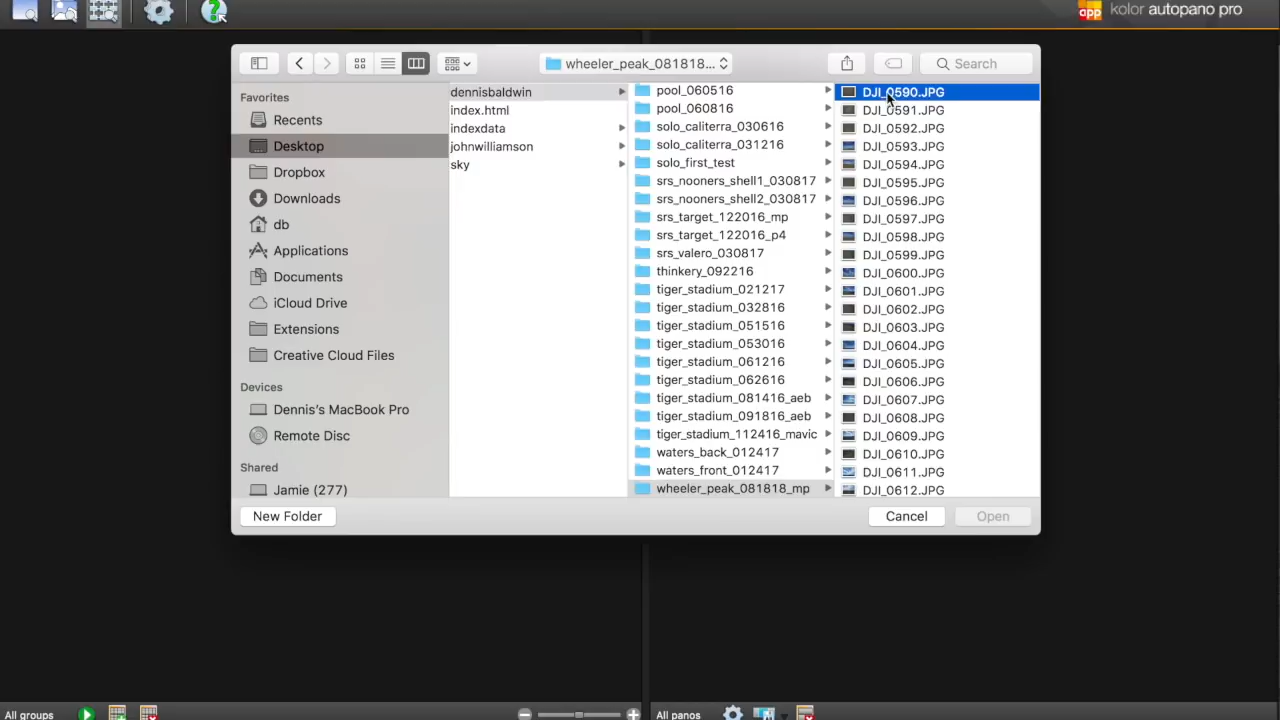 app kolor autopano pro
wheeler_peak_081818...
Search
Favorites
Recents
Desktop
Dropbox
Downloads
db
Applications
Documents
iCloud Drive
Extensions
Creative Cloud Files
Devices
Dennis's MacBook Pro
Remote Disc
Shared
Jamie (277)
dennisbaldwin
index.html
indexdata
johnwilliamson
sky
pool_060516
pool_060816
solo_caliterra_030616
solo_caliterra_031216
solo_first_test
srs_nooners_shell1_030817
srs_nooners_shell2_030817
srs_target_122016_mp
srs_target_122016_p4
srs_valero_030817
thinkery_092216
tiger_stadium_021217
tiger_stadium_032816
tiger_stadium_051516
tiger_stadium_053016
tiger_stadium_061216
tiger_stadium_062616
tiger_stadium_081416_aeb
tiger_stadium_091816_aeb
tiger_stadium_112416_mavic
waters_back_012417
waters_front_012417
wheeler_peak_081818_mp
DJI_0590.JPG
DJI_0591.JPG
DJI_0592.JPG
DJI_0593.JPG
DJI_0594.JPG
DJI_0595.JPG
DJI_0596.JPG
DJI_0597.JPG
DJI_0598.JPG
DJI_0599.JPG
DJI_0600.JPG
DJI_0601.JPG
DJI_0602.JPG
DJI_0603.JPG
DJI_0604.JPG
DJI_0605.JPG
DJI_0606.JPG
DJI_0607.JPG
DJI_0608.JPG
DJI_0609.JPG
DJI_0610.JPG
DJI_0611.JPG
DJI_0612.JPG
New Folder
Cancel
Open
All groups
All panos